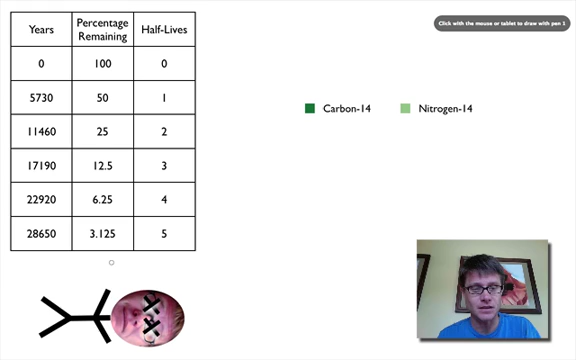 Years Percentage Remaining Half-Lives
0 100 0
5730 50 1
11460 25 2
17190 12.5 3
22920 6.25 4
28650 3.125 5
Click with the mouse or tablet to draw with pen 1
Carbon-14 Nitrogen-14